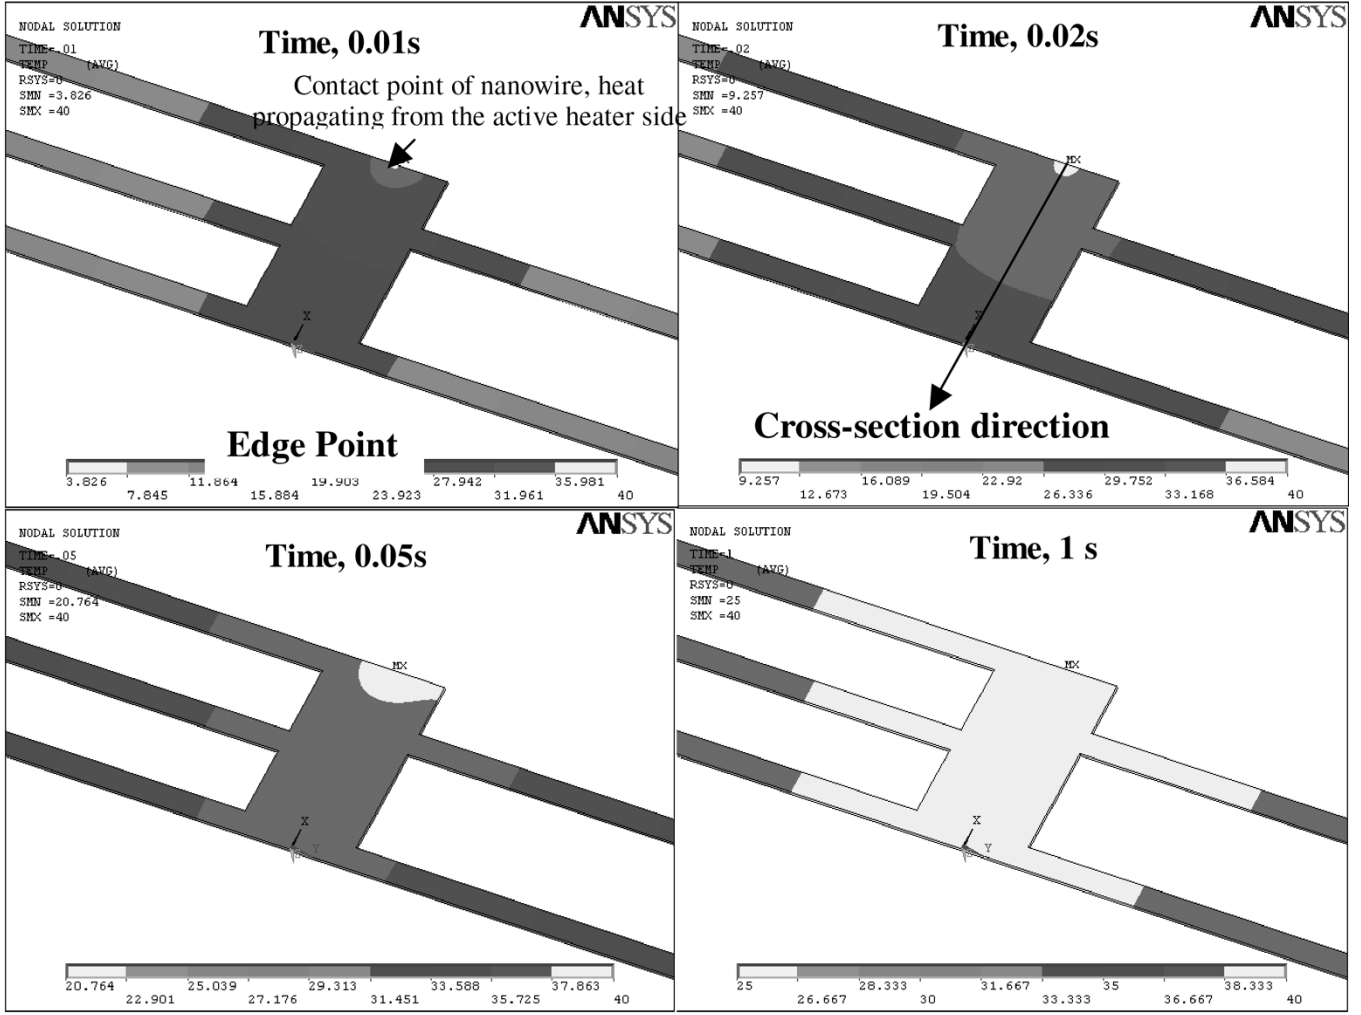 ANSYS
NODAL SOLUTION
TIME=.01
TEMP (AVG)
RSYS=0
SMN =3.826
SMX =40
Time, 0.01s
Contact point of nanowire, heat
propagating from the active heater side
X
Edge Point
3.826 11.864 19.903 27.942 35.981
7.845 15.884 23.923 31.961 40
ANSYS
NODAL SOLUTION
TIME=.02
TEMP (AVG)
RSYS=0
SMN =9.257
SMX =40
Time, 0.02s
MX
X
Cross-section direction
9.257 16.089 22.92 29.752 36.584
12.673 19.504 26.336 33.168 40
ANSYS
NODAL SOLUTION
TIME=.05
TEMP (AVG)
RSYS=0
SMN =20.764
SMX =40
Time, 0.05s
MX
X
Y
20.764 25.039 29.313 33.588 37.863
22.901 27.176 31.451 35.725 40
ANSYS
NODAL SOLUTION
TIME=1
TEMP (AVG)
RSYS=0
SMN =25
SMX =40
Time, 1 s
MX
X
Y
25 28.333 31.667 35 38.333
26.667 30 33.333 36.667 40